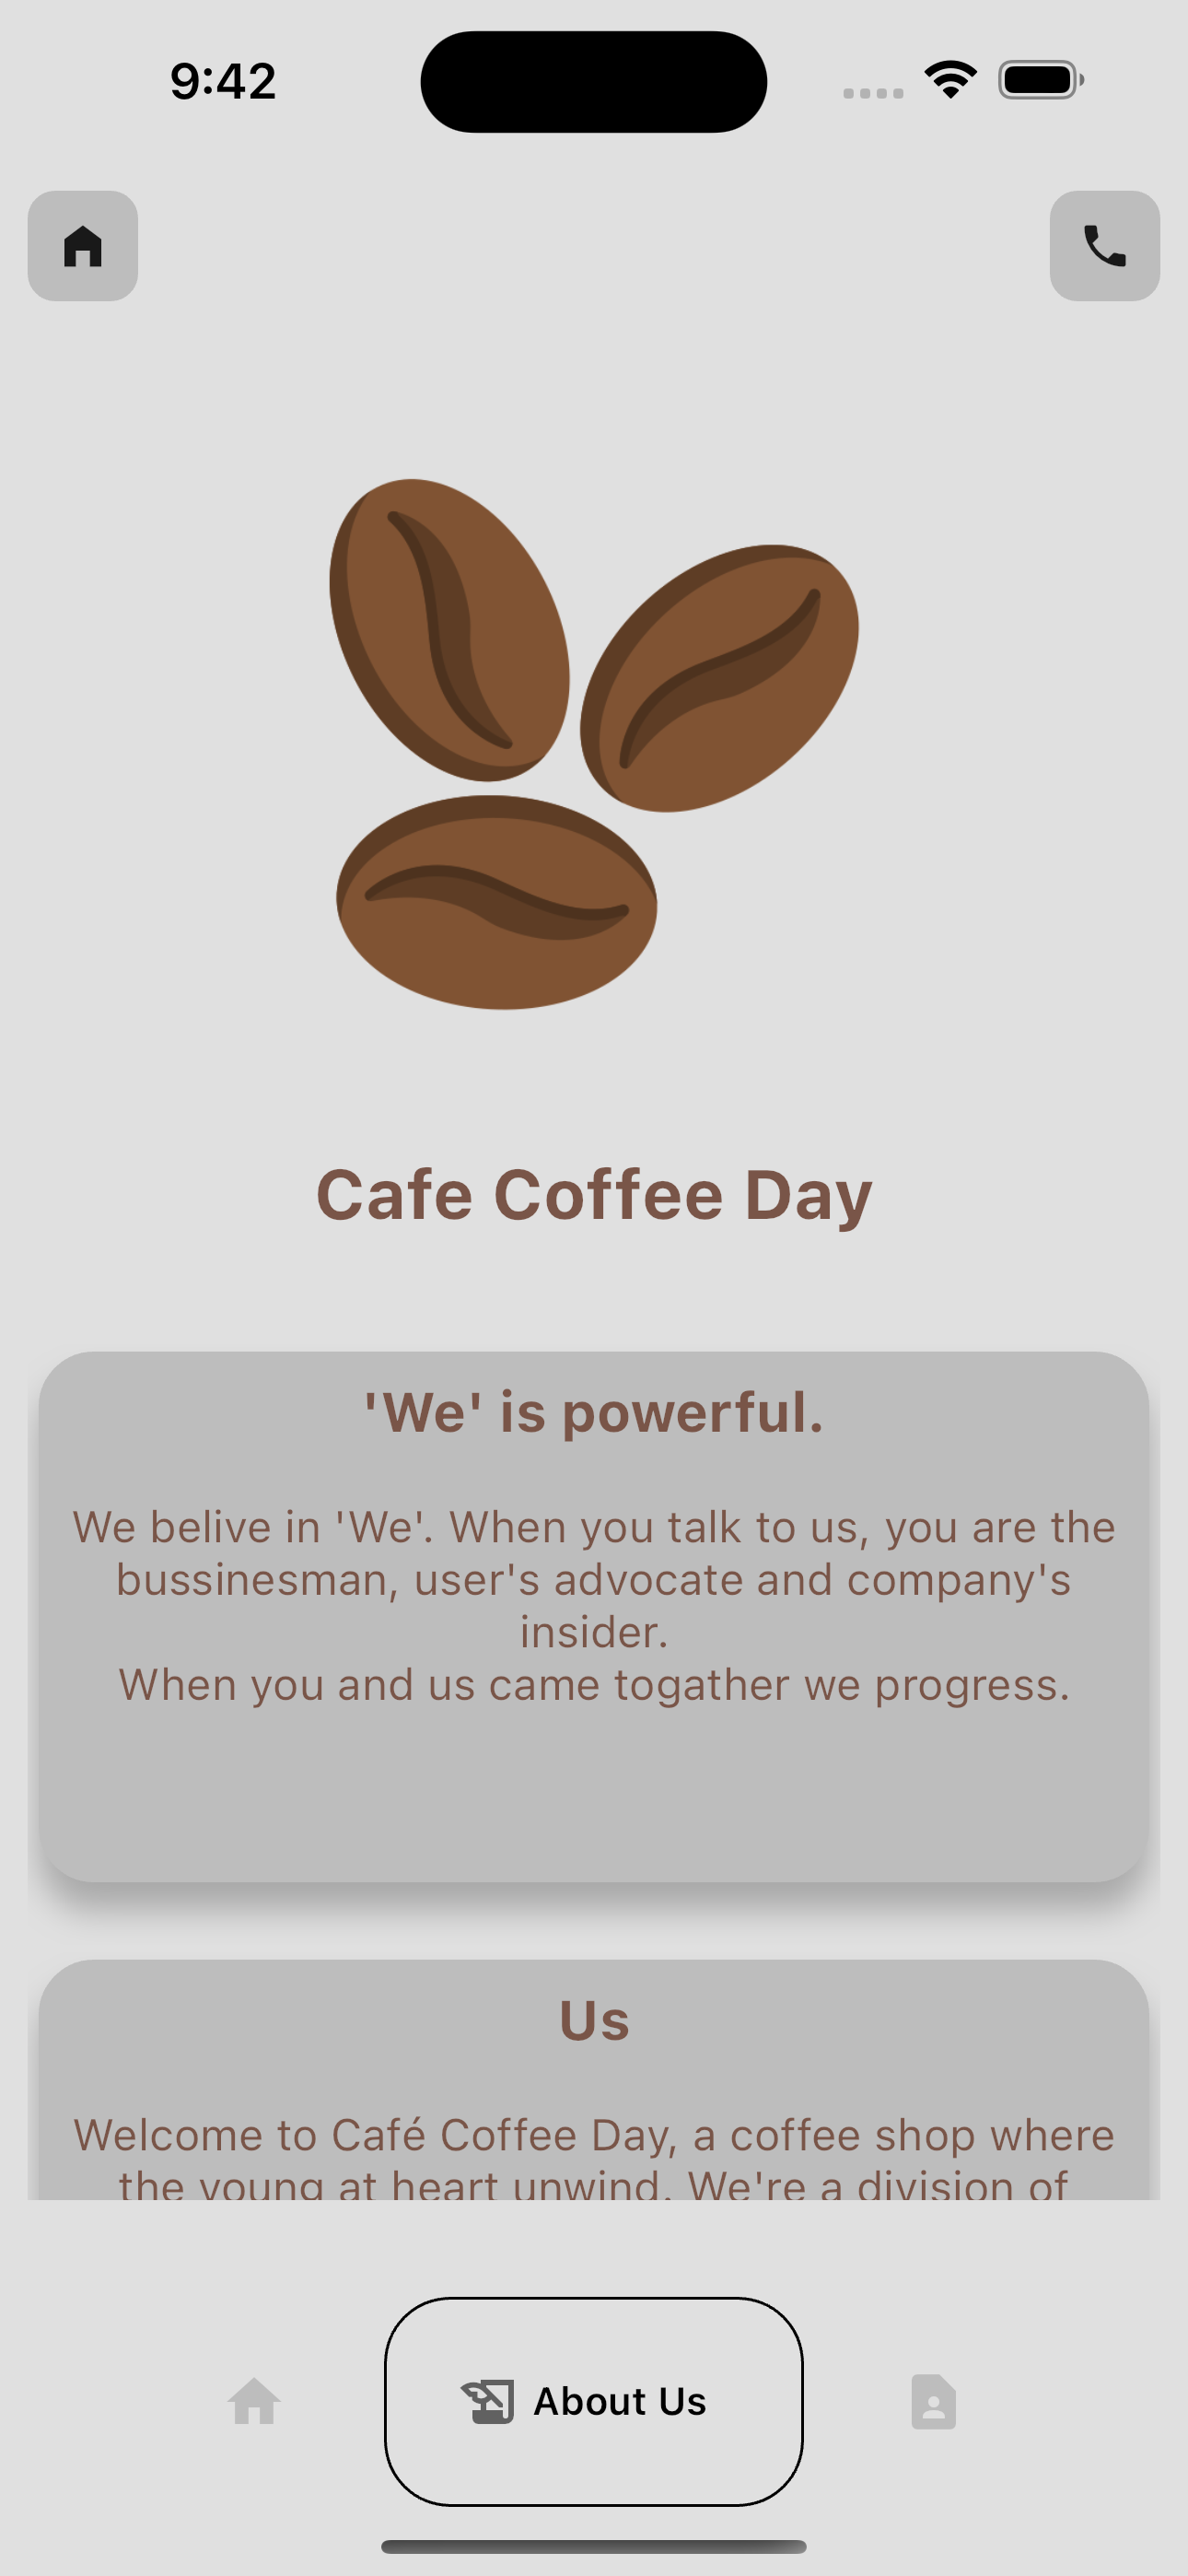 9:42
Cafe Coffee Day
'We' is powerful.
We belive in 'We'. When you talk to us, you are the
bussinesman, user's advocate and company's
insider.
When you and us came togather we progress.
Us
Welcome to Café Coffee Day, a coffee shop where
the young at heart unwind. We're a division of
About Us